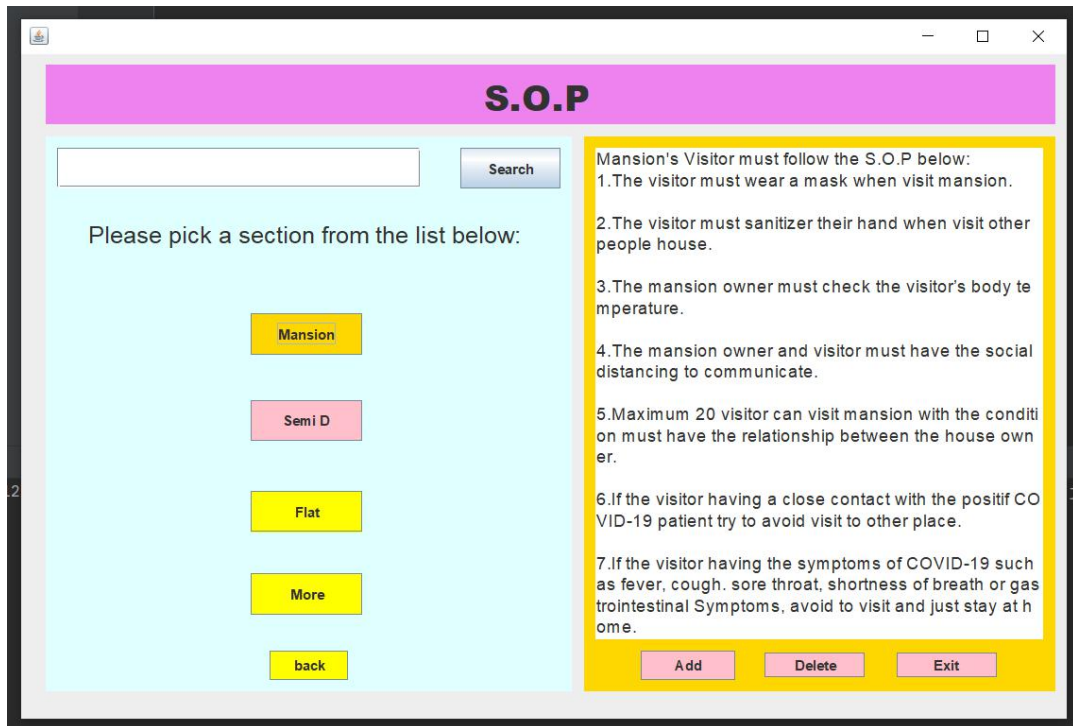 S.O.P
Search
Please pick a section from the list below:
Mansion
Semi D
Flat
More
back
Mansion's Visitor must follow the S.O.P below:
1.The visitor must wear a mask when visit mansion.
2.The visitor must sanitizer their hand when visit other
people house.
3.The mansion owner must check the visitor’s body te
mperature.
4.The mansion owner and visitor must have the social
distancing to communicate.
5.Maximum 20 visitor can visit mansion with the conditi
on must have the relationship between the house own
er.
6.If the visitor having a close contact with the positif CO
VID-19 patient try to avoid visit to other place.
7.If the visitor having the symptoms of COVID-19 such
as fever, cough. sore throat, shortness of breath or gas
trointestinal Symptoms, avoid to visit and just stay at h
ome.
Add
Delete
Exit